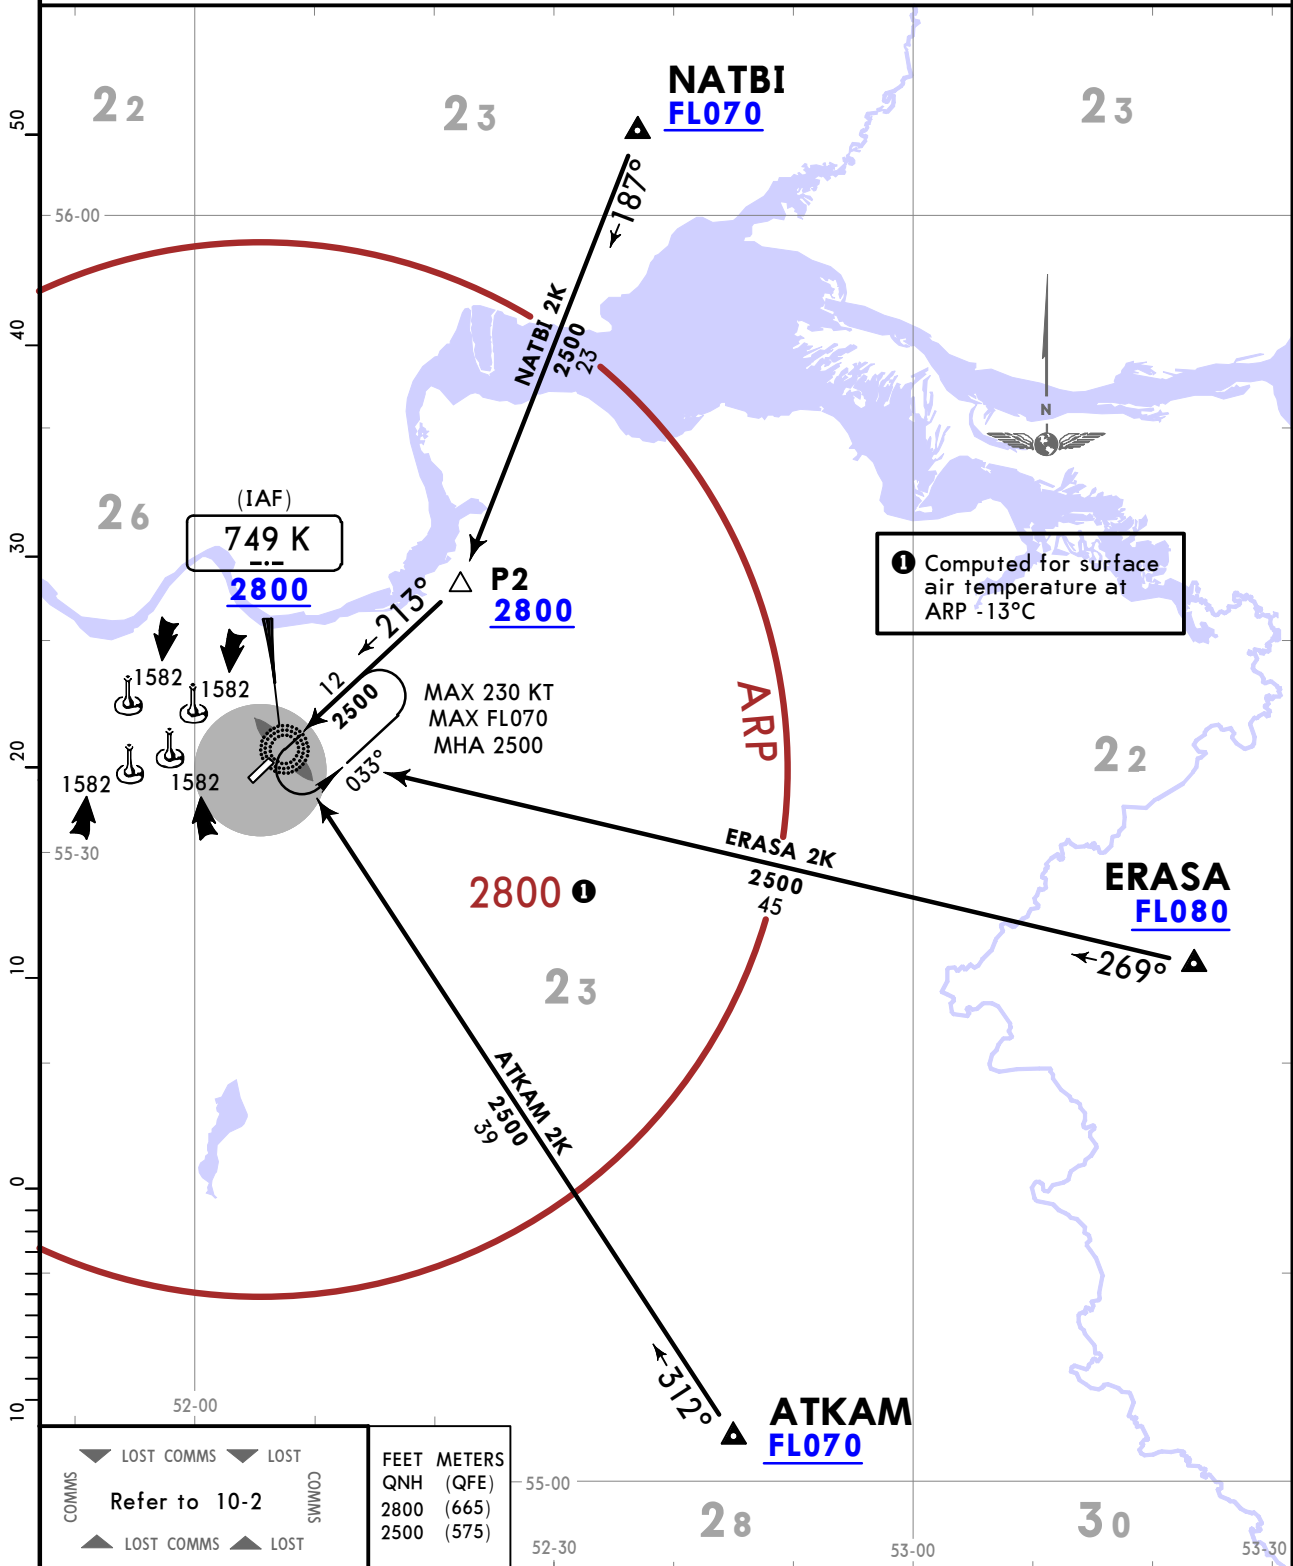 NATBI
FL070
22
23
23
50
187°
56-00
NATBI 2K
2500
23
40
N
26
(IAF)
749 K
2800
30
P2
2800
213°
❶ Computed for surface
air temperature at
ARP -13°C
1582
1582
12
2500
MAX 230 KT
MAX FL070
MHA 2500
ARP
033°
20
22
1582
1582
55-30
ERASA 2K
2500
45
ERASA
FL080
269°
2800 ❶
10
23
ATKAM 2K
2500
39
0
312°
ATKAM
FL070
10
52-00
LOST COMMS
LOST
COMMS
Refer to 10-2
COMMS
LOST COMMS
LOST
FEET METERS
QNH (QFE)
2800 (665)
2500 (575)
55-00
28
30
52-30
53-00
53-30